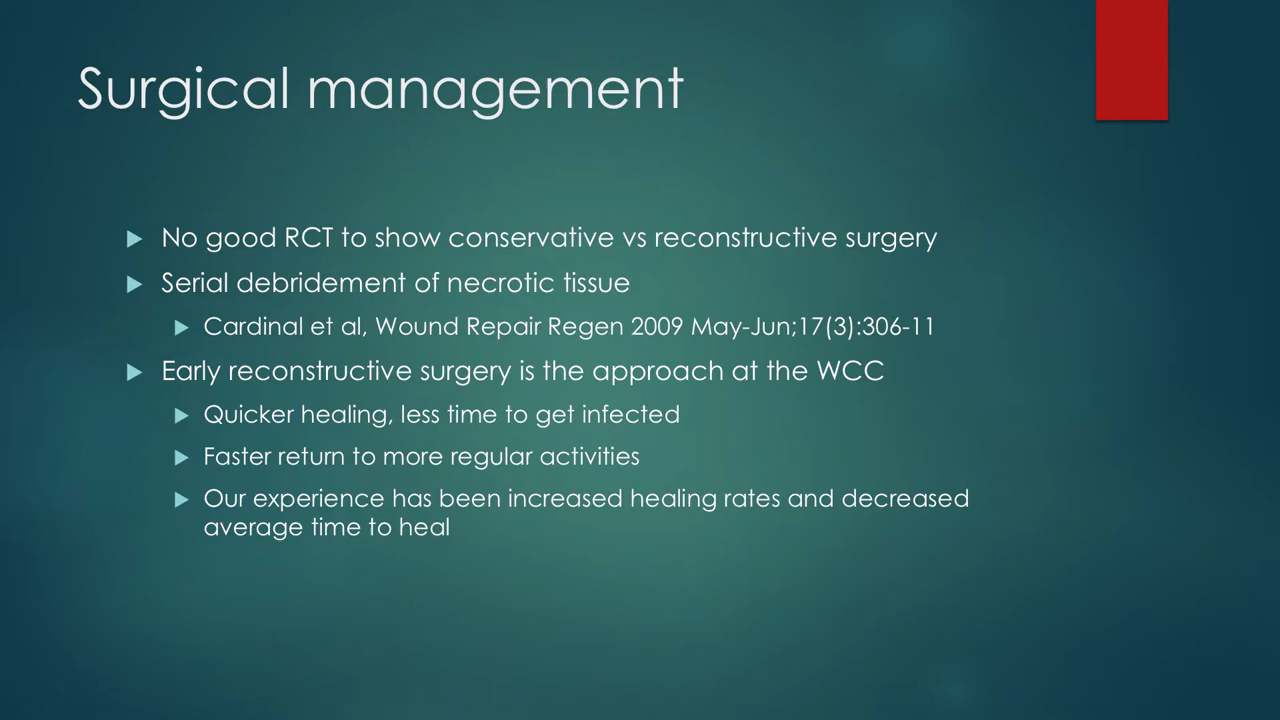 Surgical management
No good RCT to show conservative vs reconstructive surgery
Serial debridement of necrotic tissue
Cardinal et al, Wound Repair Regen 2009 May-Jun;17(3):306-11
Early reconstructive surgery is the approach at the WCC
Quicker healing, less time to get infected
Faster return to more regular activities
Our experience has been increased healing rates and decreased
average time to heal